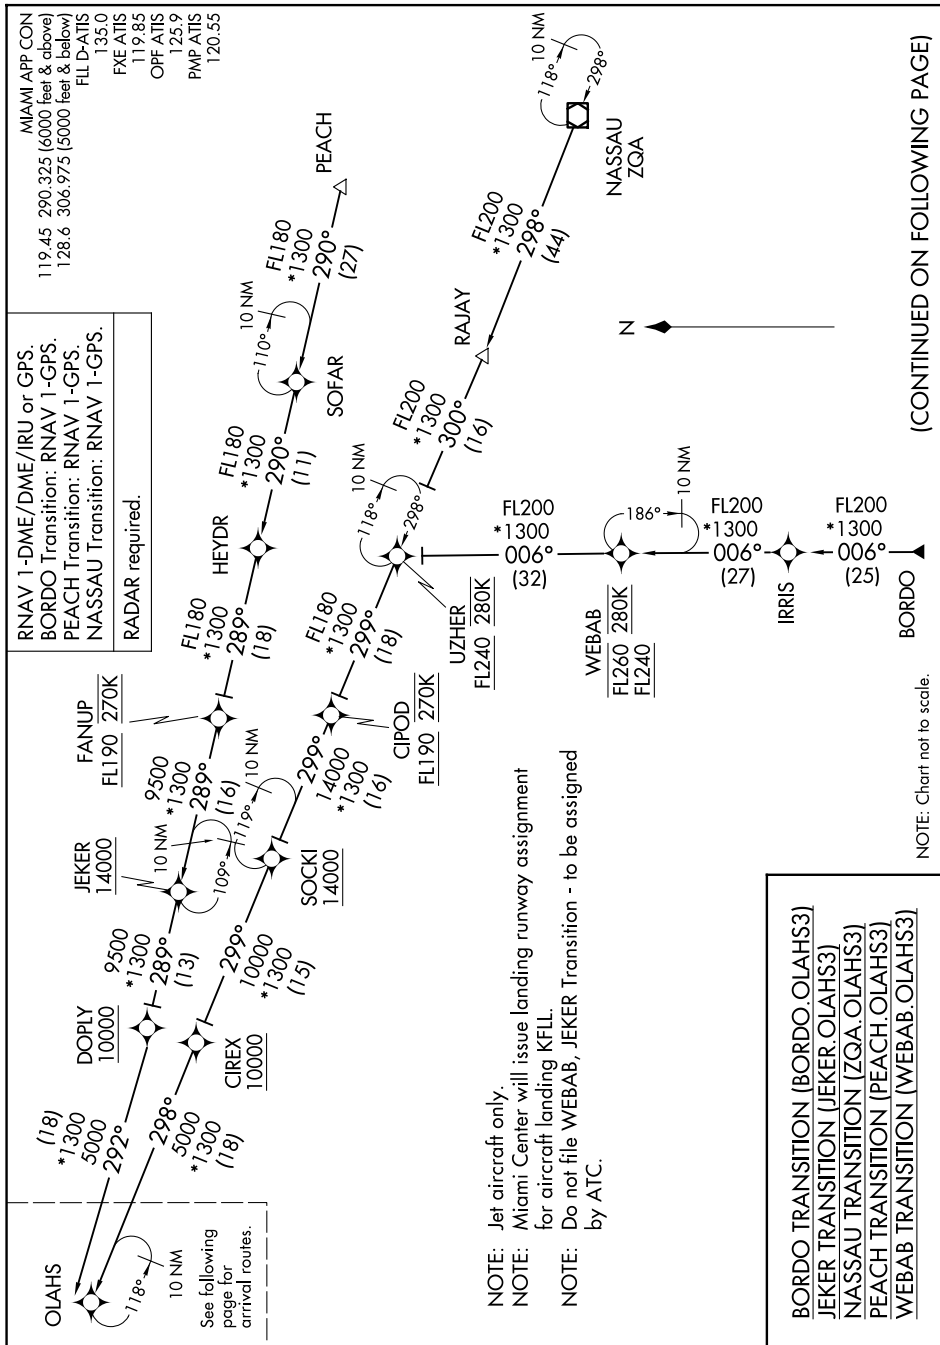 MIAMI APP CON
119.45 290.325 (6000 feet & above)
128.6 306.975 (5000 feet & below)
FLL D-ATIS
135.0
FXE ATIS
119.85
OPF ATIS
125.9
PMP ATIS
120.55
RNAV 1-DME/DME/IRU or GPS.
BORDO Transition: RNAV 1-GPS.
PEACH Transition: RNAV 1-GPS.
NASSAU Transition: RNAV 1-GPS.
RADAR required.
PEACH
FL180
*1300
290°
(27)
10 NM
110°
SOFAR
FL180
*1300
290°
(11)
HEYDR
FL180
*1300
289°
(18)
FANUP
FL190 270K
9500
*1300
289°
(16)
JEKER
14000
10 NM
109°
9500
*1300
289°
(13)
DOPLY
10000
(18)
*1300
5000
292°
OLAHS
118°
10 NM
See following
page for
arrival routes.
10 NM
118°
298°
NASSAU
ZQA
FL200
*1300
298°
(44)
RAJAY
FL200
*1300
300°
(16)
10 NM
118°
298°
UZHER
FL240 280K
FL180
*1300
299°
(18)
CIPOD
FL190 270K
299°
14000
*1300
(16)
10 NM
119°
SOCKI
14000
299°
10000
*1300
(15)
CIREX
10000
298°
5000
*1300
(18)
FL200
*1300
006°
(32)
WEBAB
FL260 280K
FL240
186°
10 NM
FL200
*1300
006°
(27)
IRRIS
FL200
*1300
006°
(25)
BORDO
N
NOTE: Jet aircraft only.
NOTE: Miami Center will issue landing runway assignment
for aircraft landing KFLL.
NOTE: Do not file WEBAB, JEKER Transition - to be assigned
by ATC.
NOTE: Chart not to scale.
(CONTINUED ON FOLLOWING PAGE)
BORDO TRANSITION (BORDO.OLAHS3)
JEKER TRANSITION (JEKER.OLAHS3)
NASSAU TRANSITION (ZQA.OLAHS3)
PEACH TRANSITION (PEACH.OLAHS3)
WEBAB TRANSITION (WEBAB.OLAHS3)